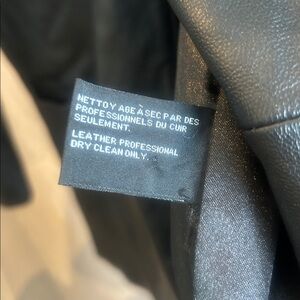 NETTOYAGE À SEC PAR DES
PROFESSIONNELS DU CUIR
SEULEMENT.
LEATHER PROFESSIONAL
DRY CLEAN ONLY.